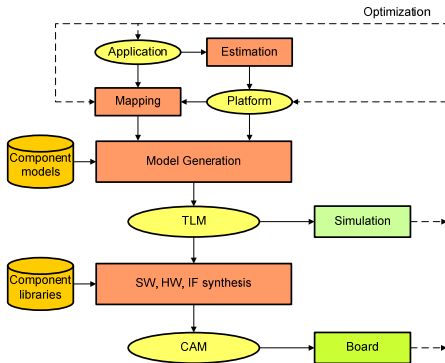 Optimization
Application
Estimation
Mapping
Platform
Component
models
Model Generation
TLM
Simulation
Component
libraries
SW, HW, IF synthesis
CAM
Board